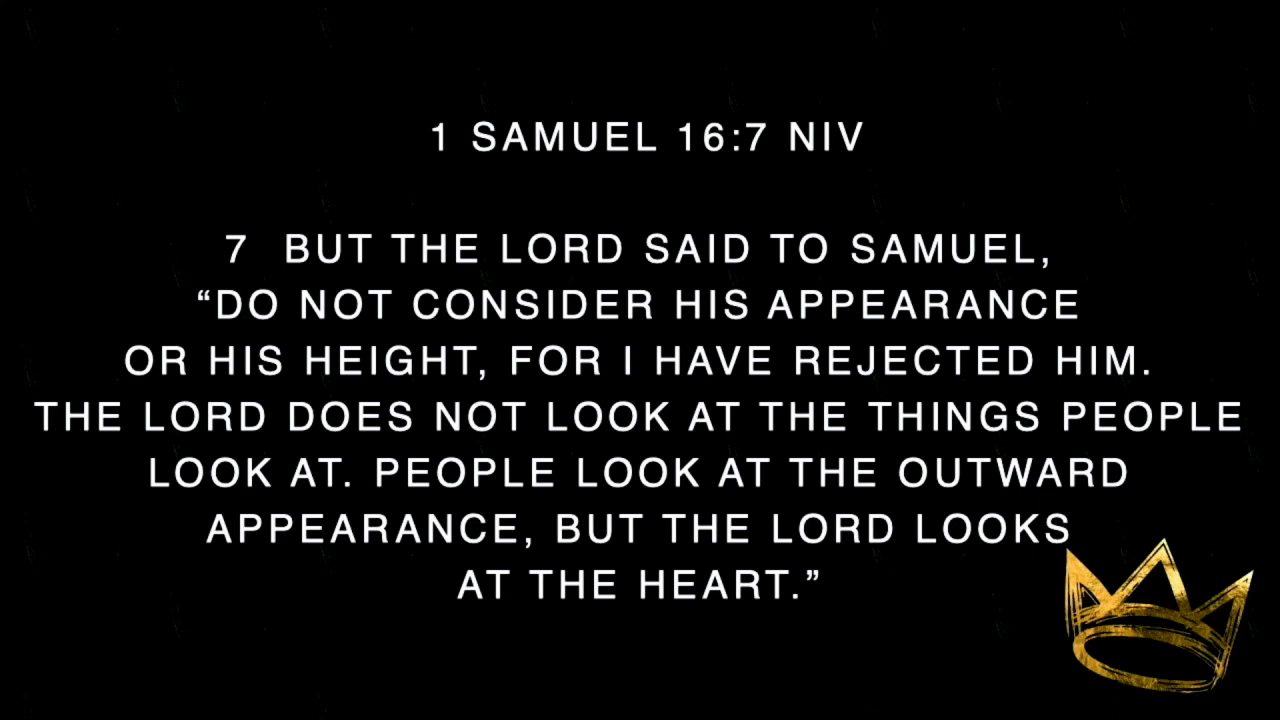 1 SAMUEL 16:7 NIV
7 BUT THE LORD SAID TO SAMUEL,
“DO NOT CONSIDER HIS APPEARANCE
OR HIS HEIGHT, FOR I HAVE REJECTED HIM.
THE LORD DOES NOT LOOK AT THE THINGS PEOPLE
LOOK AT. PEOPLE LOOK AT THE OUTWARD
APPEARANCE, BUT THE LORD LOOKS
AT THE HEART.”